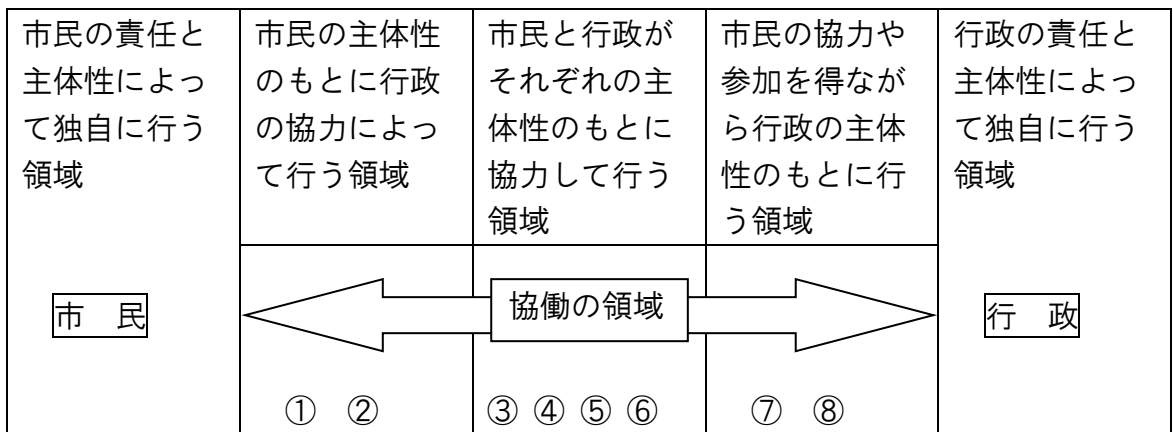 市民の責任と
主体性によっ
て独自に行う
領域
市民の主体性
のもとに行政
の協力によっ
て行う領域
市民と行政が
それぞれの主
体性のもとに
協力して行う
領域
市民の協力や
参加を得なが
ら行政の主体
性のもとに行
う領域
行政の責任と
主体性によっ
て独自に行う
領域
市　民
協働の領域
行　政
①　②
③ ④ ⑤ ⑥
⑦　⑧